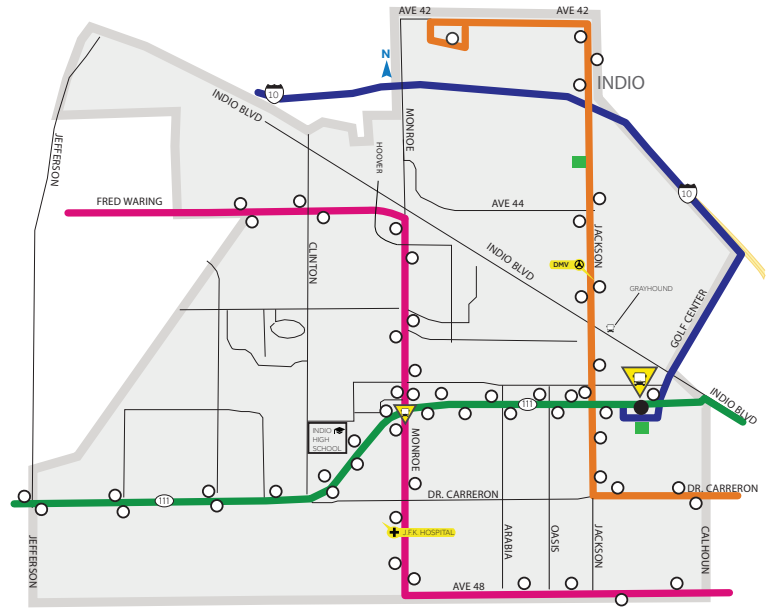 AVE 42
AVE 42
N
INDIO
10
INDIO BLVD
MONROE
JEFFERSON
HOOVER
10
FRED WARING
AVE 44
CLINTON
INDIO BLVD
JACKSON
DMV
GRAYHOUND
GOLF CENTER
111
INDIO BLVD
INDIO
HIGH
SCHOOL
MONROE
DR. CARRERON
DR. CARRERON
111
J.F.K HOSPITAL
JEFFERSON
ARABIA
OASIS
JACKSON
CALHOUN
AVE 48